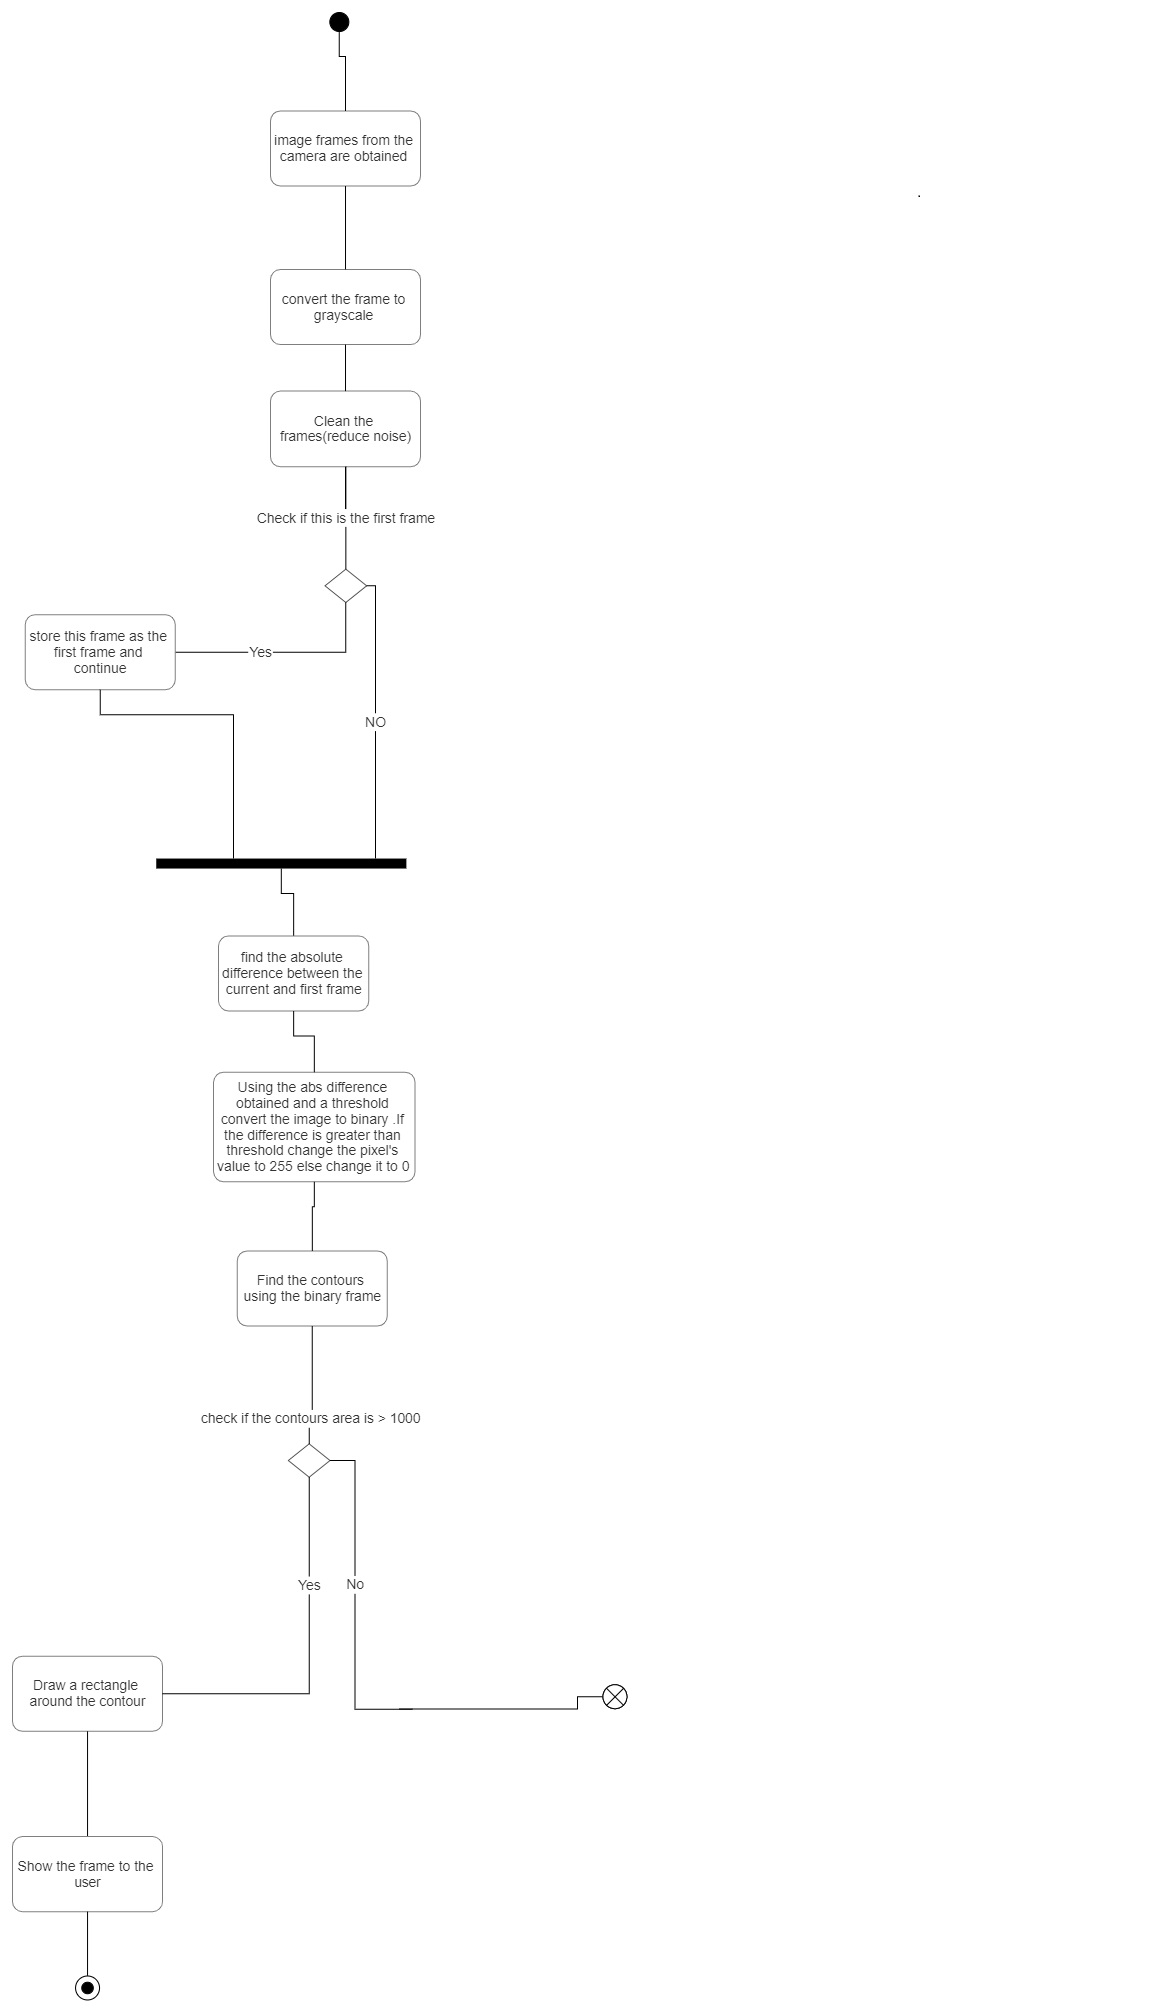 image frames from the
camera are obtained
.
convert the frame to
grayscale
Clean the
frames(reduce noise)
Check if this is the first frame
store this frame as the
first frame and
continue
Yes
NO
find the absolute
difference between the
current and first frame
Using the abs difference
obtained and a threshold
convert the image to binary .If
the difference is greater than
threshold change the pixel's
value to 255 else change it to 0
Find the contours
using the binary frame
check if the contours area is > 1000
Yes
No
Draw a rectangle
around the contour
Show the frame to the
user